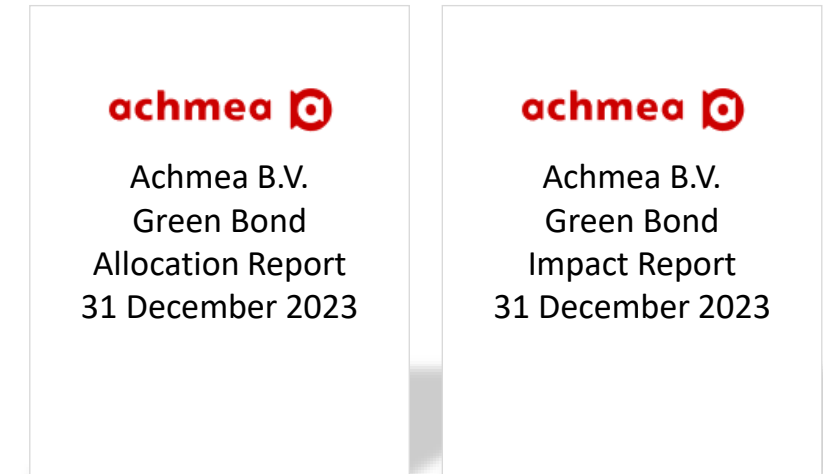 achmea
Achmea B.V.
Green Bond
Allocation Report
31 December 2023
achmea
Achmea B.V.
Green Bond
Impact Report
31 December 2023